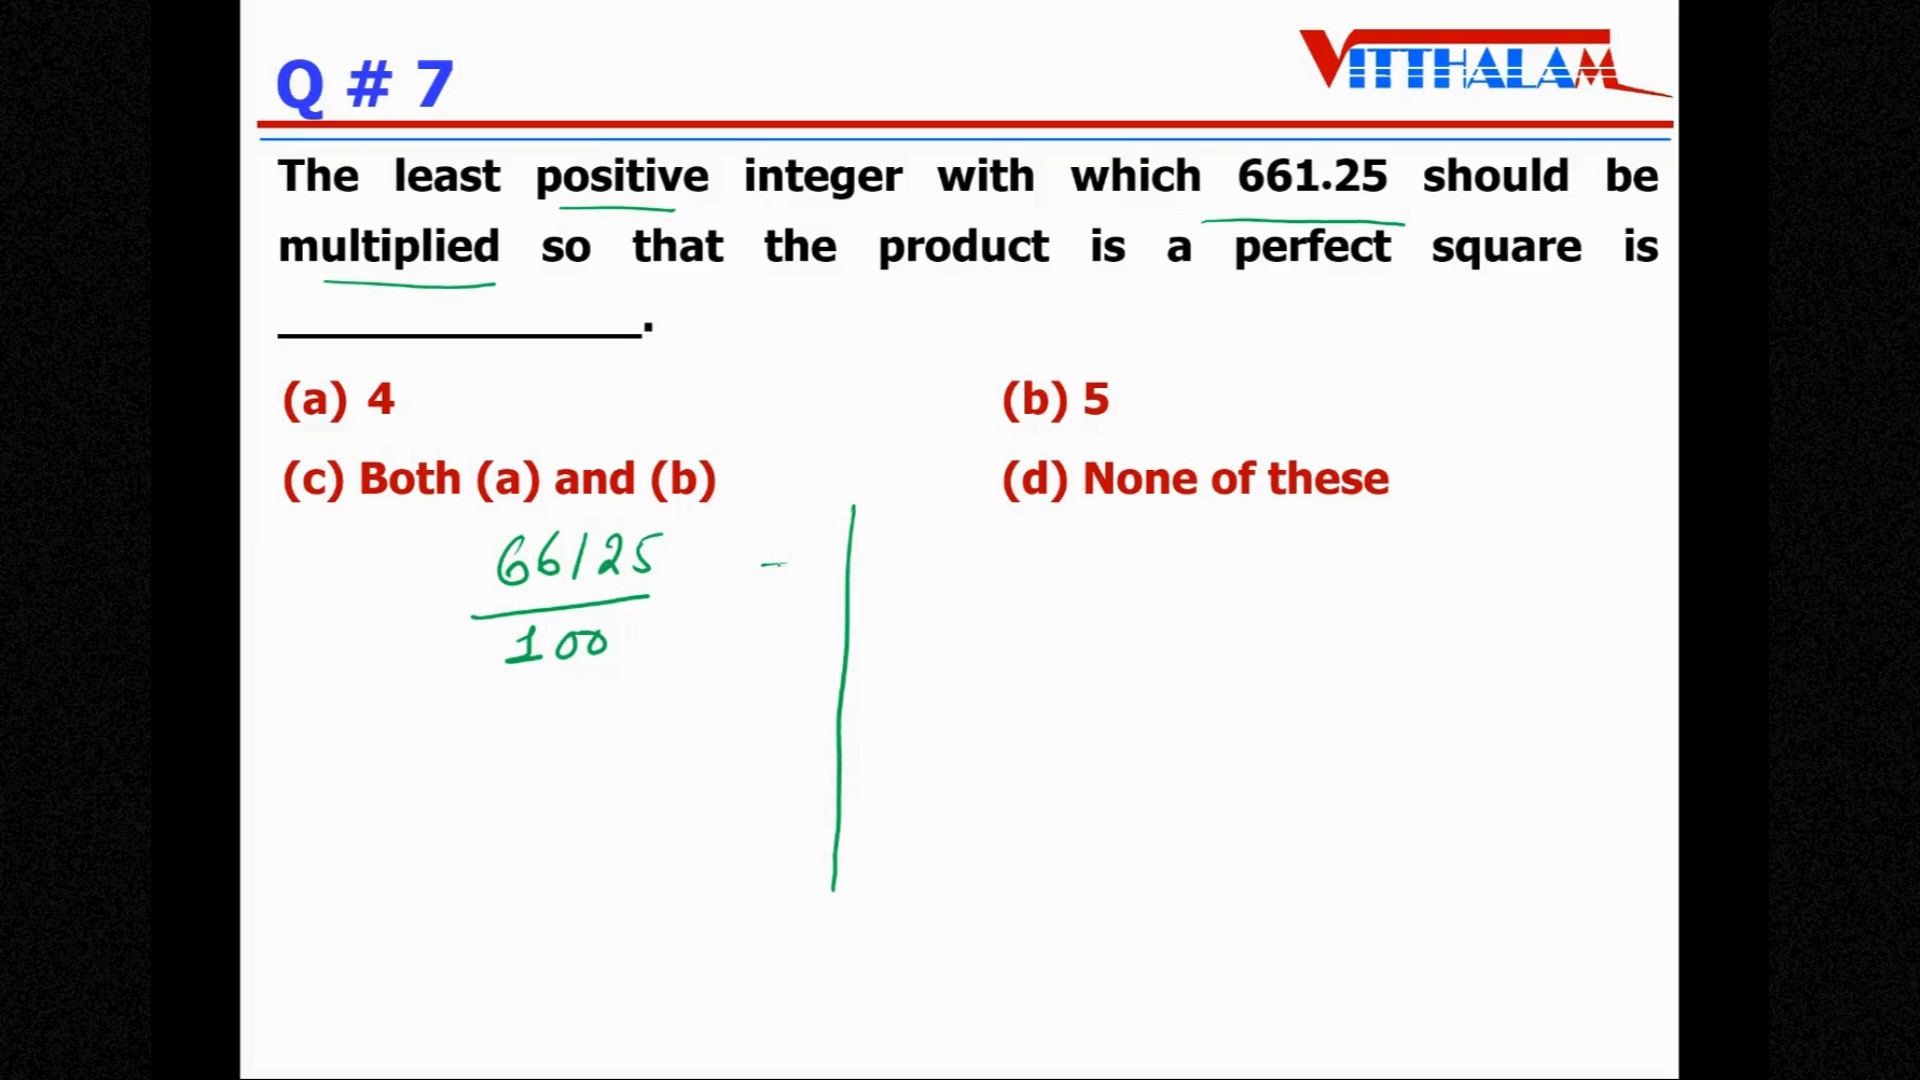 Q # 7
VITTHALAM
The least positive integer with which 661.25 should be
multiplied so that the product is a perfect square is
______________.
(a) 4
(b) 5
(c) Both (a) and (b)
(d) None of these
66125 -
100